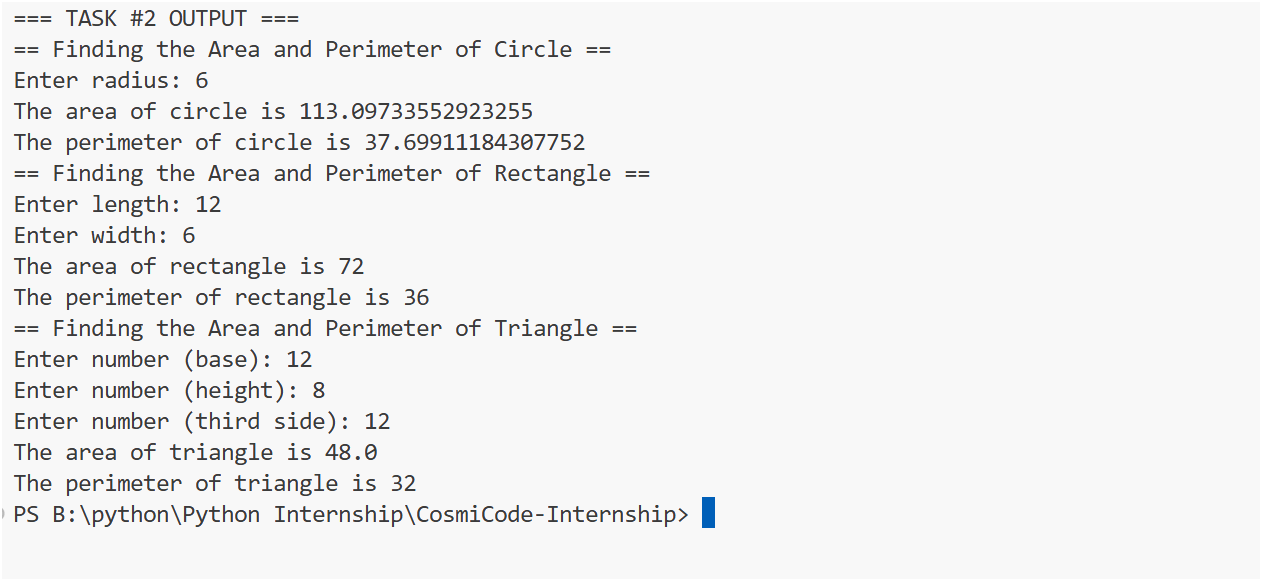 === TASK #2 OUTPUT ===
== Finding the Area and Perimeter of Circle ==
Enter radius: 6
The area of circle is 113.09733552923255
The perimeter of circle is 37.69911184307752
== Finding the Area and Perimeter of Rectangle ==
Enter length: 12
Enter width: 6
The area of rectangle is 72
The perimeter of rectangle is 36
== Finding the Area and Perimeter of Triangle ==
Enter number (base): 12
Enter number (height): 8
Enter number (third side): 12
The area of triangle is 48.0
The perimeter of triangle is 32
PS B:\python\Python Internship\CosmiCode-Internship>